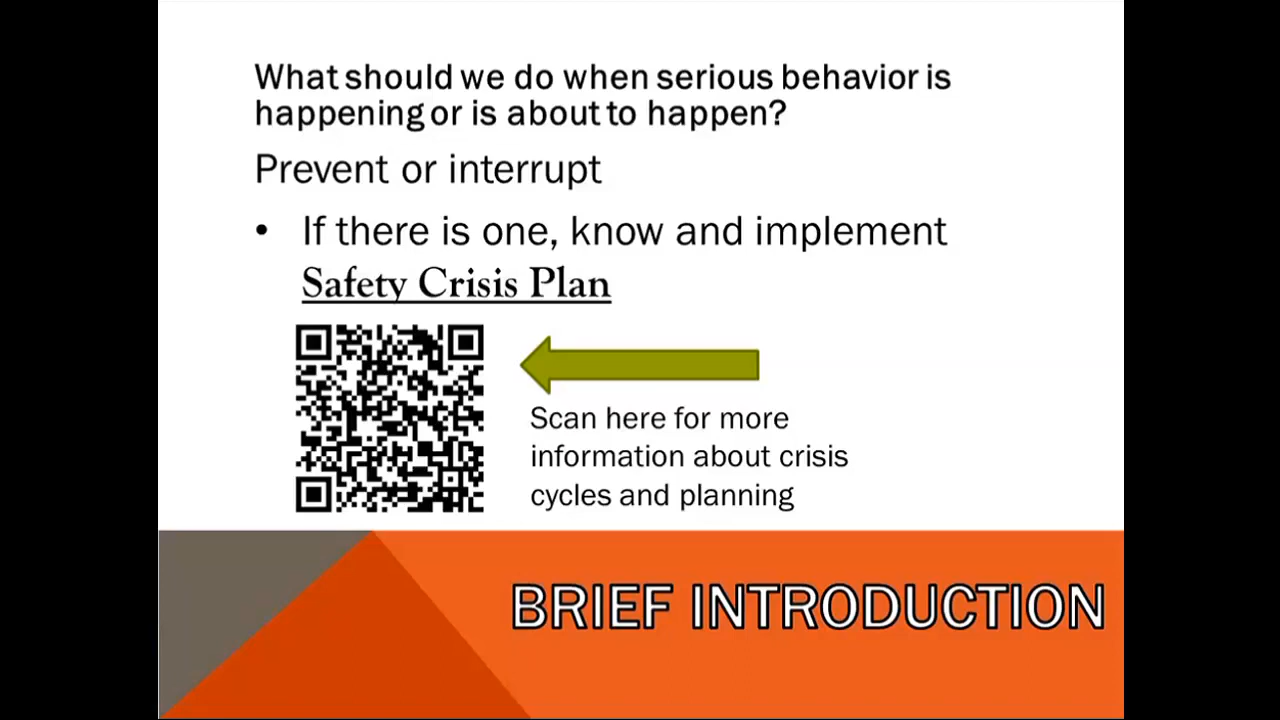 What should we do when serious behavior is
happening or is about to happen?
Prevent or interrupt
• If there is one, know and implement
Safety Crisis Plan
Scan here for more
information about crisis
cycles and planning
BRIEF INTRODUCTION